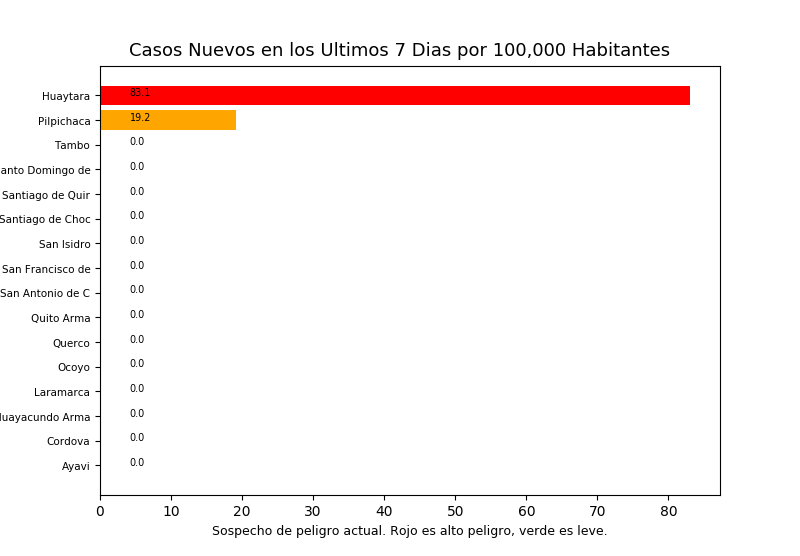 Casos Nuevos en los Ultimos 7 Dias por 100,000 Habitantes
Huaytara 83.1
Pilpichaca 19.2
Tambo 0.0
anto Domingo de 0.0
Santiago de Quir 0.0
Santiago de Choc 0.0
San Isidro 0.0
San Francisco de 0.0
San Antonio de C 0.0
Quito Arma 0.0
Querco 0.0
Ocoyo 0.0
Laramarca 0.0
uayacundo Arma 0.0
Cordova 0.0
Ayavi 0.0
0 10 20 30 40 50 60 70 80
Sospecho de peligro actual. Rojo es alto peligro, verde es leve.